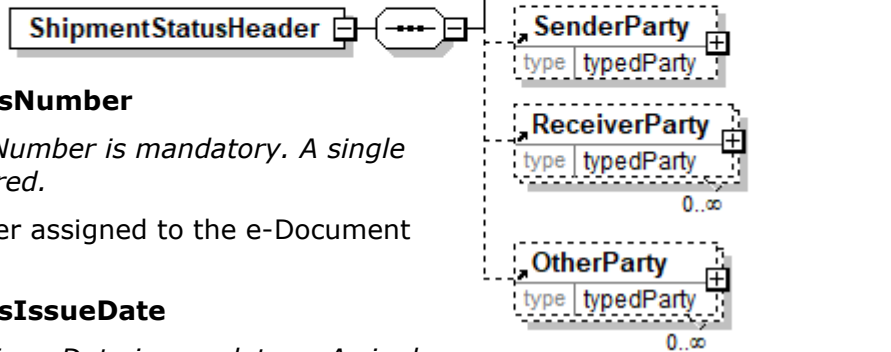 ShipmentStatusHeader
SenderParty
type typedParty
sNumber
ReceiverParty
Number is mandatory. A single
type typedParty
red.
0..∞
er assigned to the e-Document
OtherParty
type typedParty
sIssueDate
0..∞